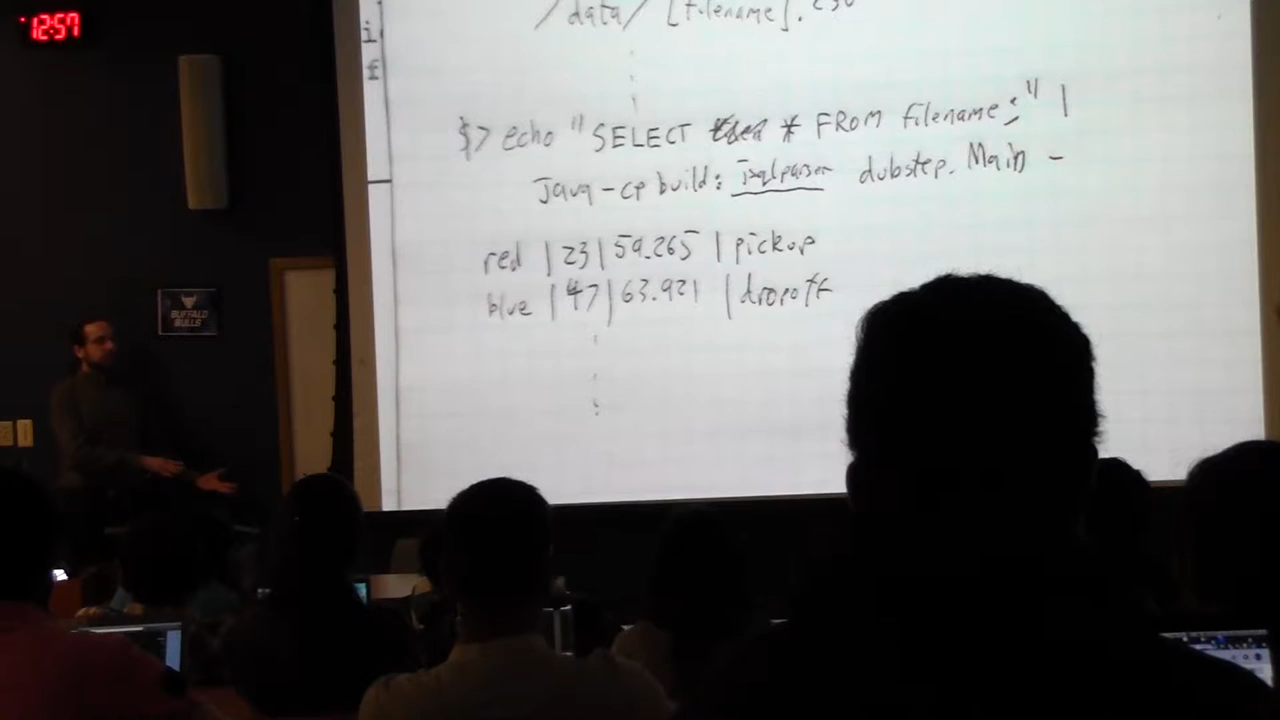 12:57
i
f
/data/[filename].csv
$> echo "SELECT * FROM filename;" |
Java -cp build: jsqlparser dubstep.Main -
red | 23 | 59.265 | pickup
blue | 47 | 63.921 | dropoff
BUFFALO
BULLS